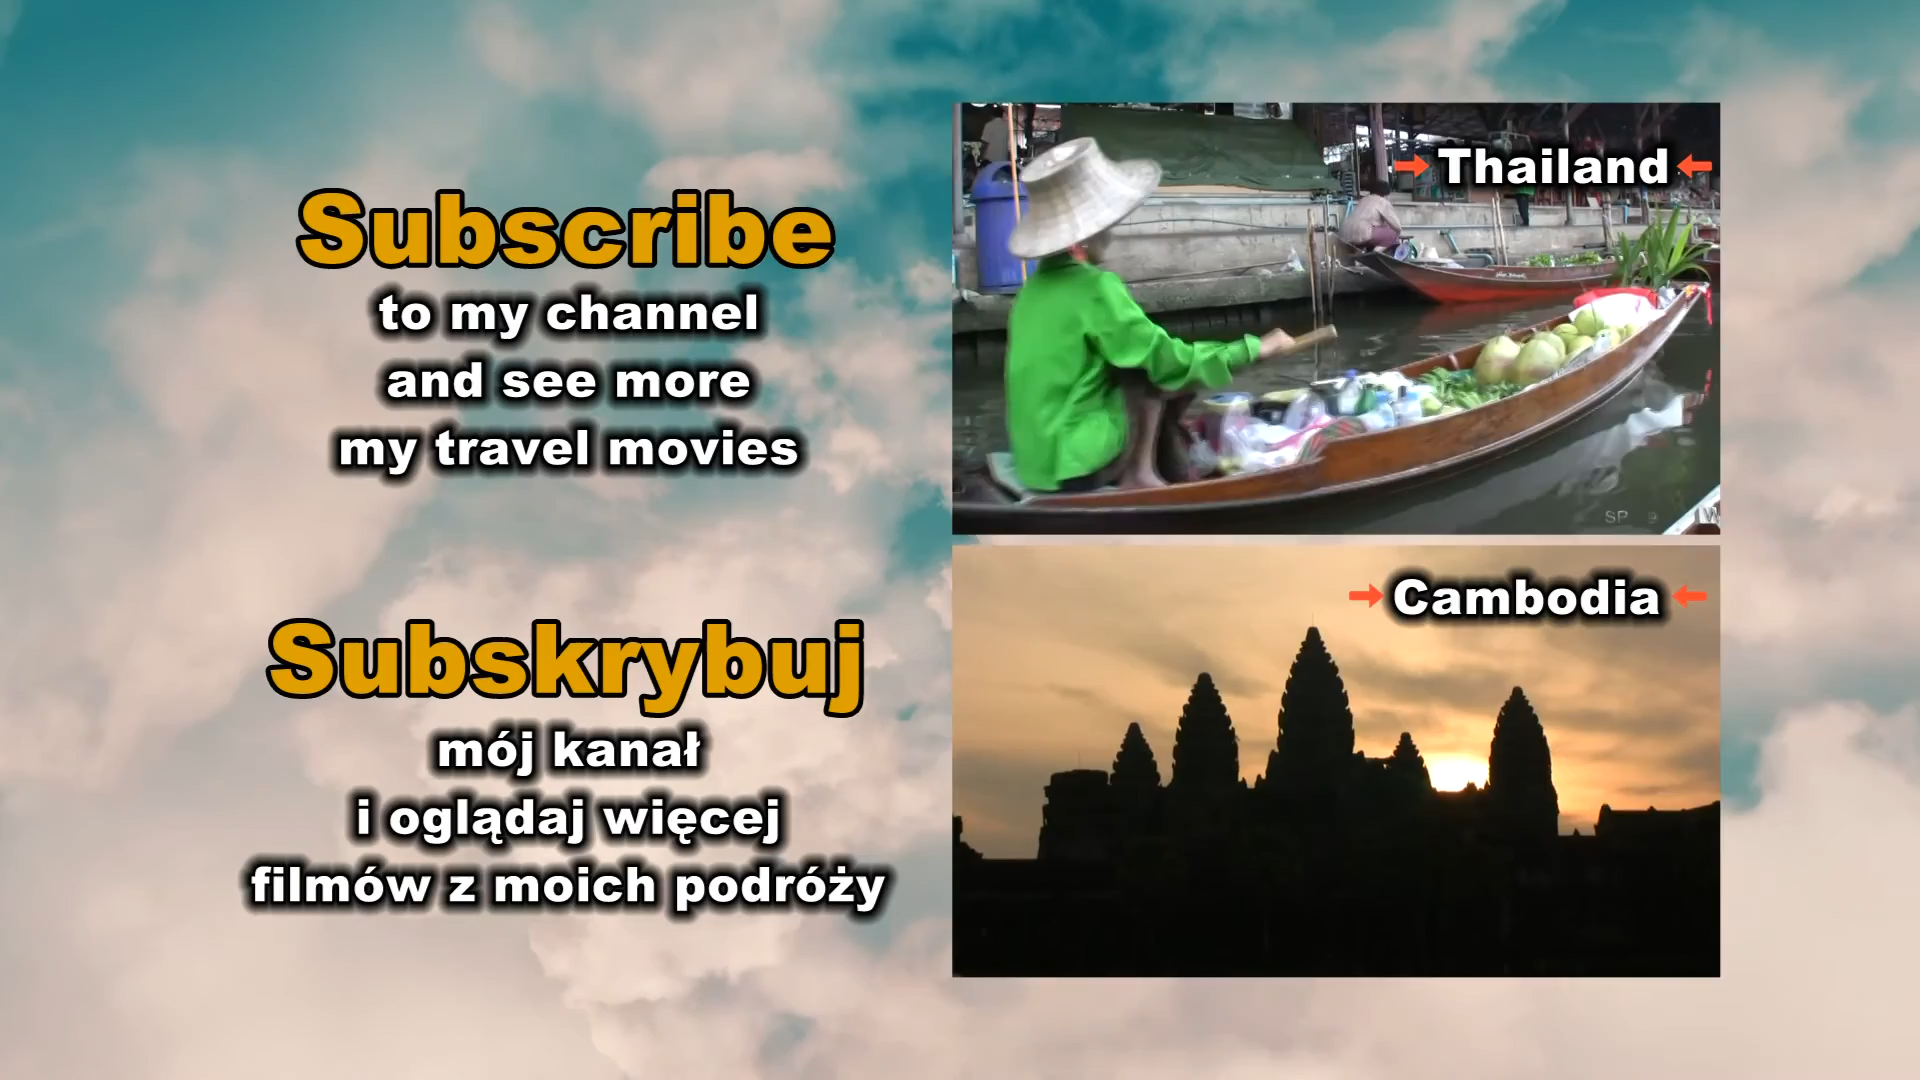 Subscribe
to my channel
and see more
my travel movies
Subskrybuj
mój kanał
i oglądaj więcej
filmów z moich podróży
Thailand
Cambodia